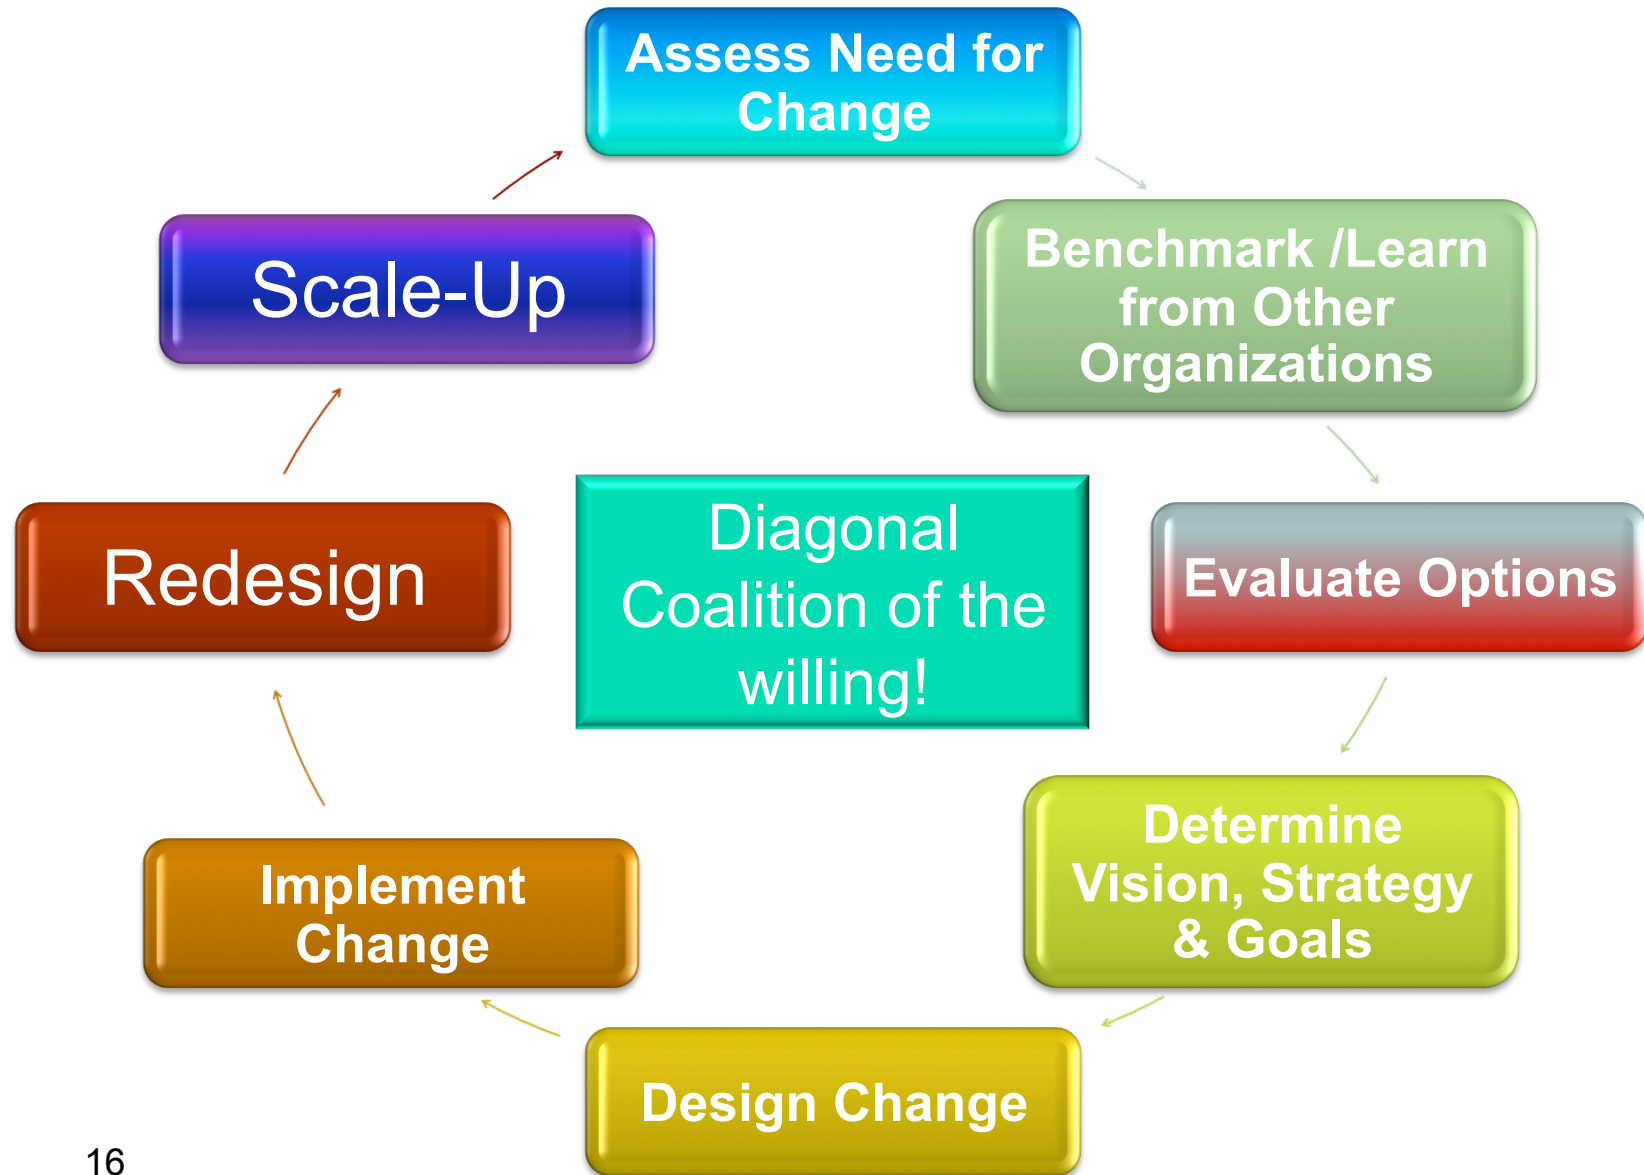 Assess Need for
Change
Benchmark /Learn
from Other
Organizations
Evaluate Options
Determine
Vision, Strategy
& Goals
Design Change
Implement
Change
Redesign
Scale-Up
Diagonal
Coalition of the
willing!
16